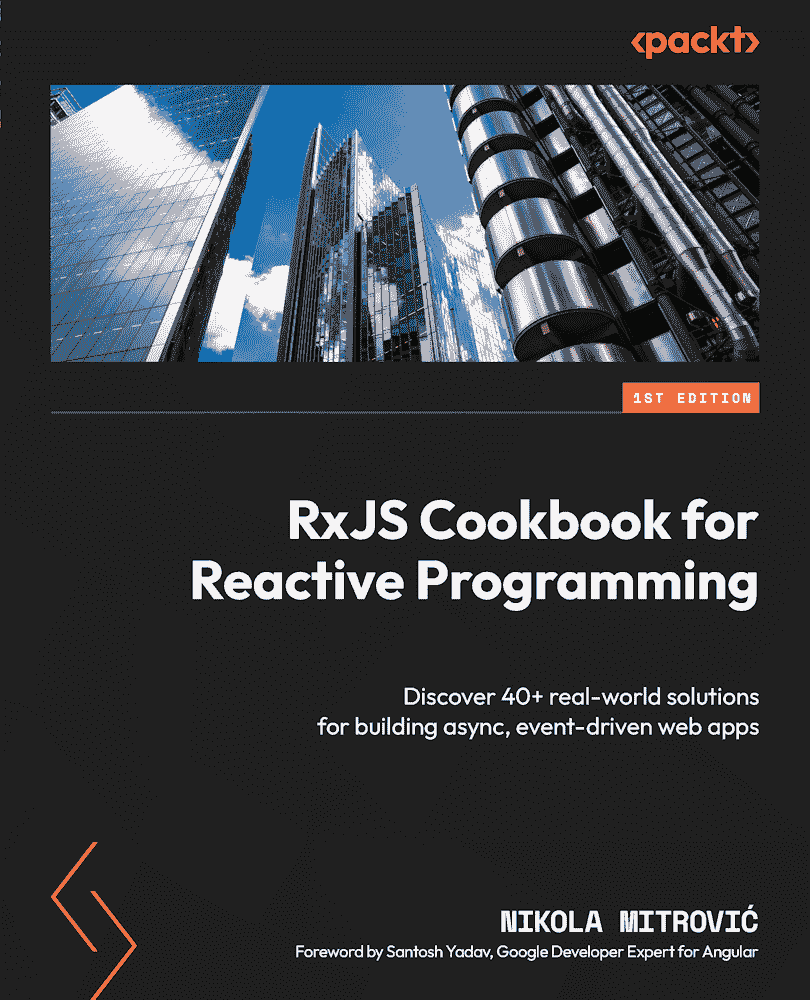 <packt>
1ST EDITION
RxJS Cookbook for
Reactive Programming
Discover 40+ real-world solutions
for building async, event-driven web apps
NIKOLA MITROVIĆ
Foreword by Santosh Yadav, Google Developer Expert for Angular